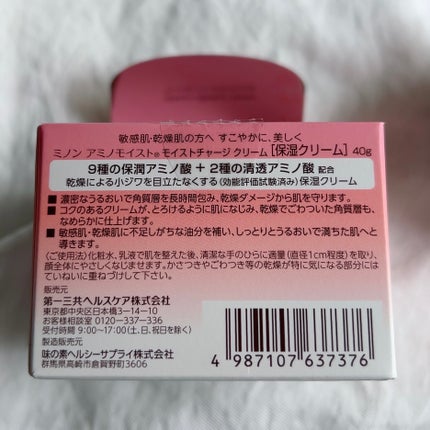 敏感肌・乾燥肌の方へ すこやかに、美しく
ミノン アミノモイスト® モイストチャージ クリーム [保湿クリーム] 40g
9種の保潤アミノ酸 + 2種の清透アミノ酸 配合
乾燥による小ジワを目立たなくする(効能評価試験済み)保湿クリーム
■ 濃密なうるおいで角質層を長時間包み、乾燥ダメージから肌を守ります。
■ コクのあるクリームが、とろけるように肌になじみ、乾燥でごわついた角質層も、
なめらかに仕上げます。
■ 敏感肌・乾燥肌に不足しがちな油分を補い、しっとりうるおいで満ちた肌へと
導きます。
〈ご使用法〉化粧水、乳液で肌を整えた後、清潔な手のひらに適量(直径1cm程度)を取り、
顔全体にやさしくなじませます。かさつきやごわつき等の乾燥が特に気になる部分には
ていねいに重ねてご使用ください。
販売元
第一三共ヘルスケア株式会社
東京都中央区日本橋3-14-10
お客様相談室 0120-337-336
受付時間 9:00~17:00(土、日、祝日を除く)
製造販売元
味の素ヘルシーサプライ株式会社
群馬県高崎市倉賀野町3606
4 987107 637376